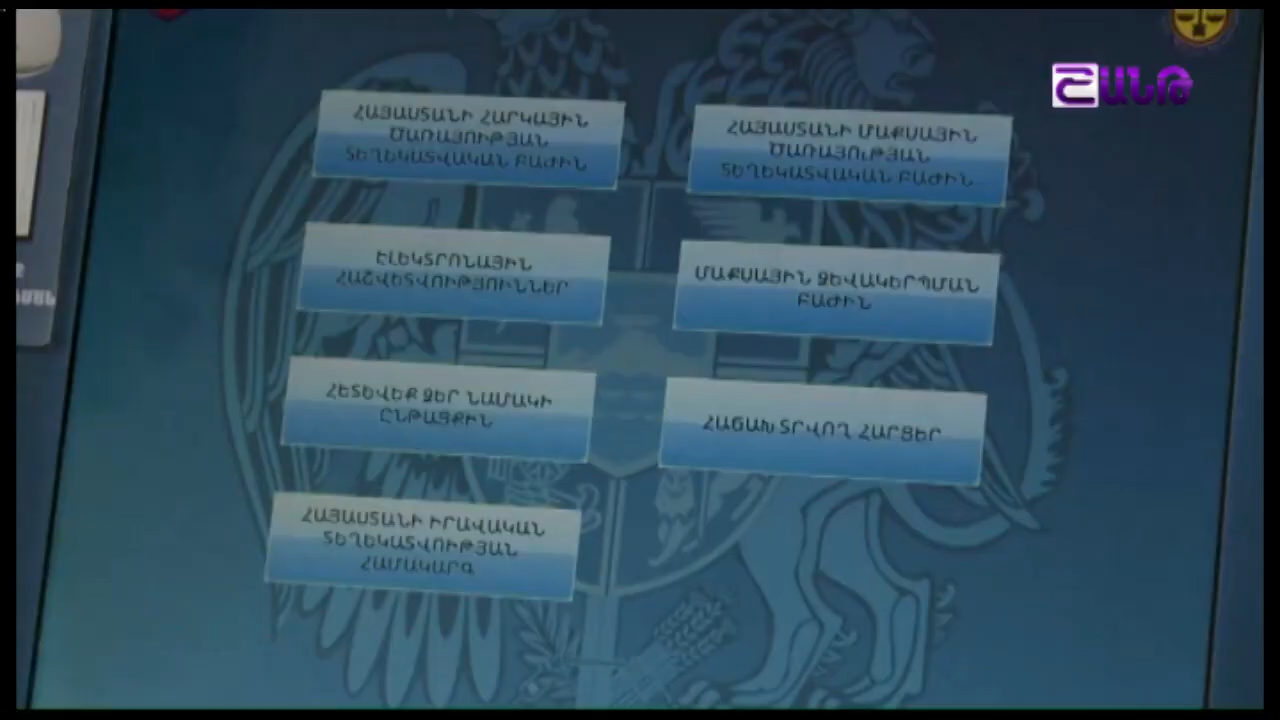 ՇԱՆԹ
ՀԱՅԱՍՏԱՆԻ ՀԱՐԿԱՅԻՆ
ԾԱՌԱՅՈՒԹՅԱՆ
ՏԵՂԵԿԱՏՎԱԿԱՆ ԲԱԺԻՆ
ՀԱՅԱՍՏԱՆԻ ՄԱՔՍԱՅԻՆ
ԾԱՌԱՅՈւԹՅԱՆ
ՏԵՂԵԿԱՏՎԱԿԱՆ ԲԱԺԻՆ
ԷԼԵԿՏՐՈՆԱՅԻՆ
ՀԱՇՎԵՏՎՈՒԹՅՈՒՆՆԵՐ
ՄԱՔՍԱՅԻՆ ՁԵՎԱԿԵՐՊՄԱՆ
ԲԱԺԻՆ
ՀԵՏԵՎԵՔ ՁԵՐ ՆԱՄԱԿԻ
ԸՆԹԱՑՔԻՆ
ՀԱՃԱԽ ՏՐՎՈՂ ՀԱՐՑԵՐ
ՀԱՅԱՍՏԱՆԻ ԻՐԱՎԱԿԱՆ
ՏԵՂԵԿԱՏՎՈՒԹՅԱՆ
ՀԱՄԱԿԱՐԳ